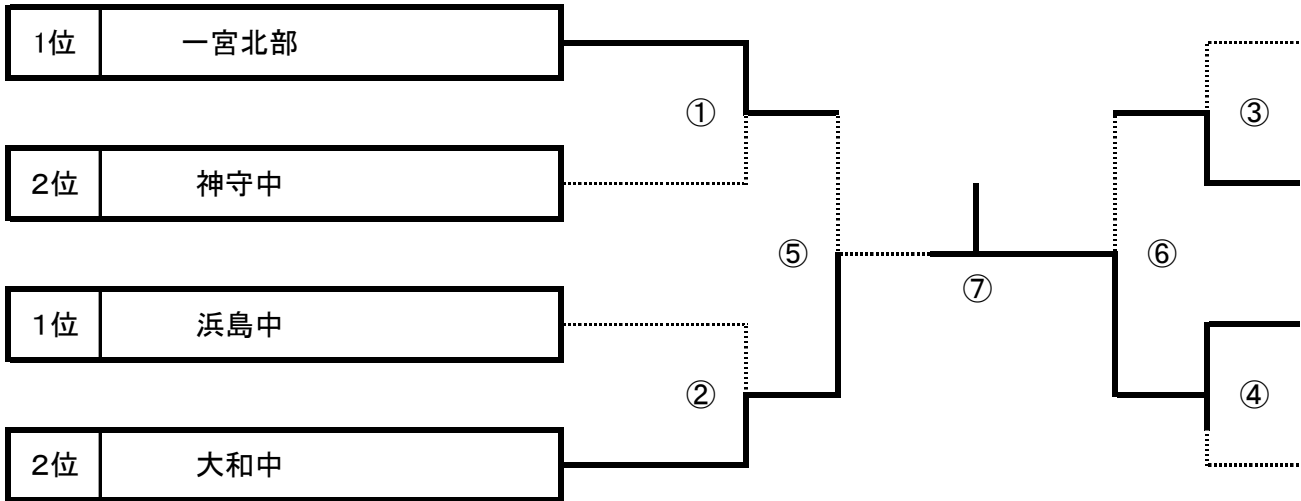 1位 一宮北部
① ③
2位 神守中
⑤ ⑥
⑦
1位 浜島中
② ④
2位 大和中